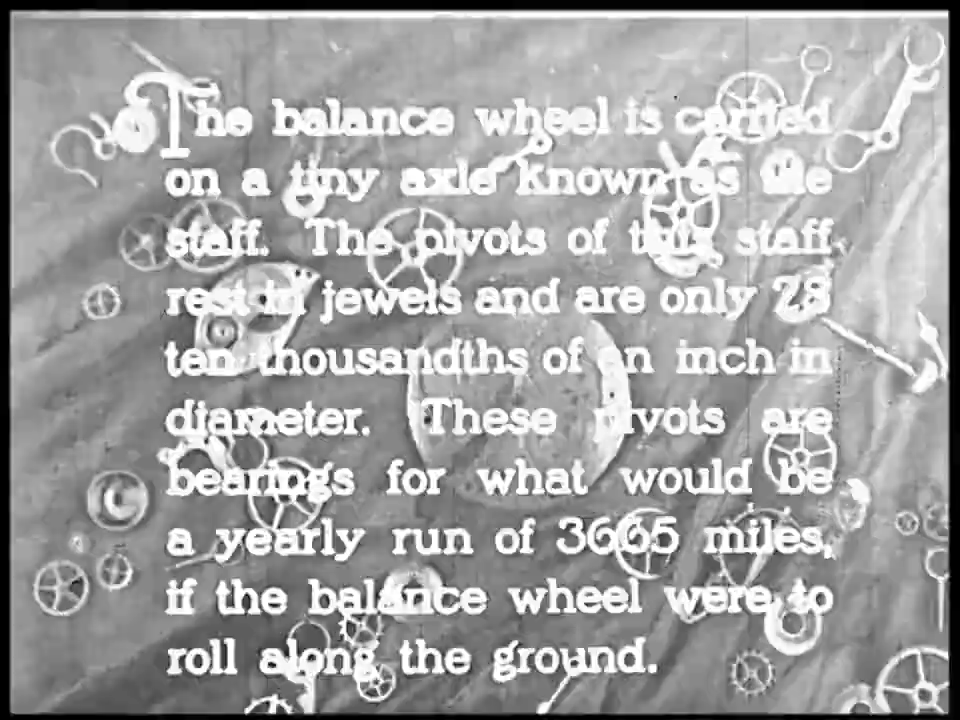 The balance wheel is carried
on a tiny axle known as the
staff. The pivots of this staff
rest in jewels and are only 28
ten thousandths of an inch in
diameter. These pivots are
bearings for what would be
a yearly run of 3665 miles,
if the balance wheel were to
roll along the ground.